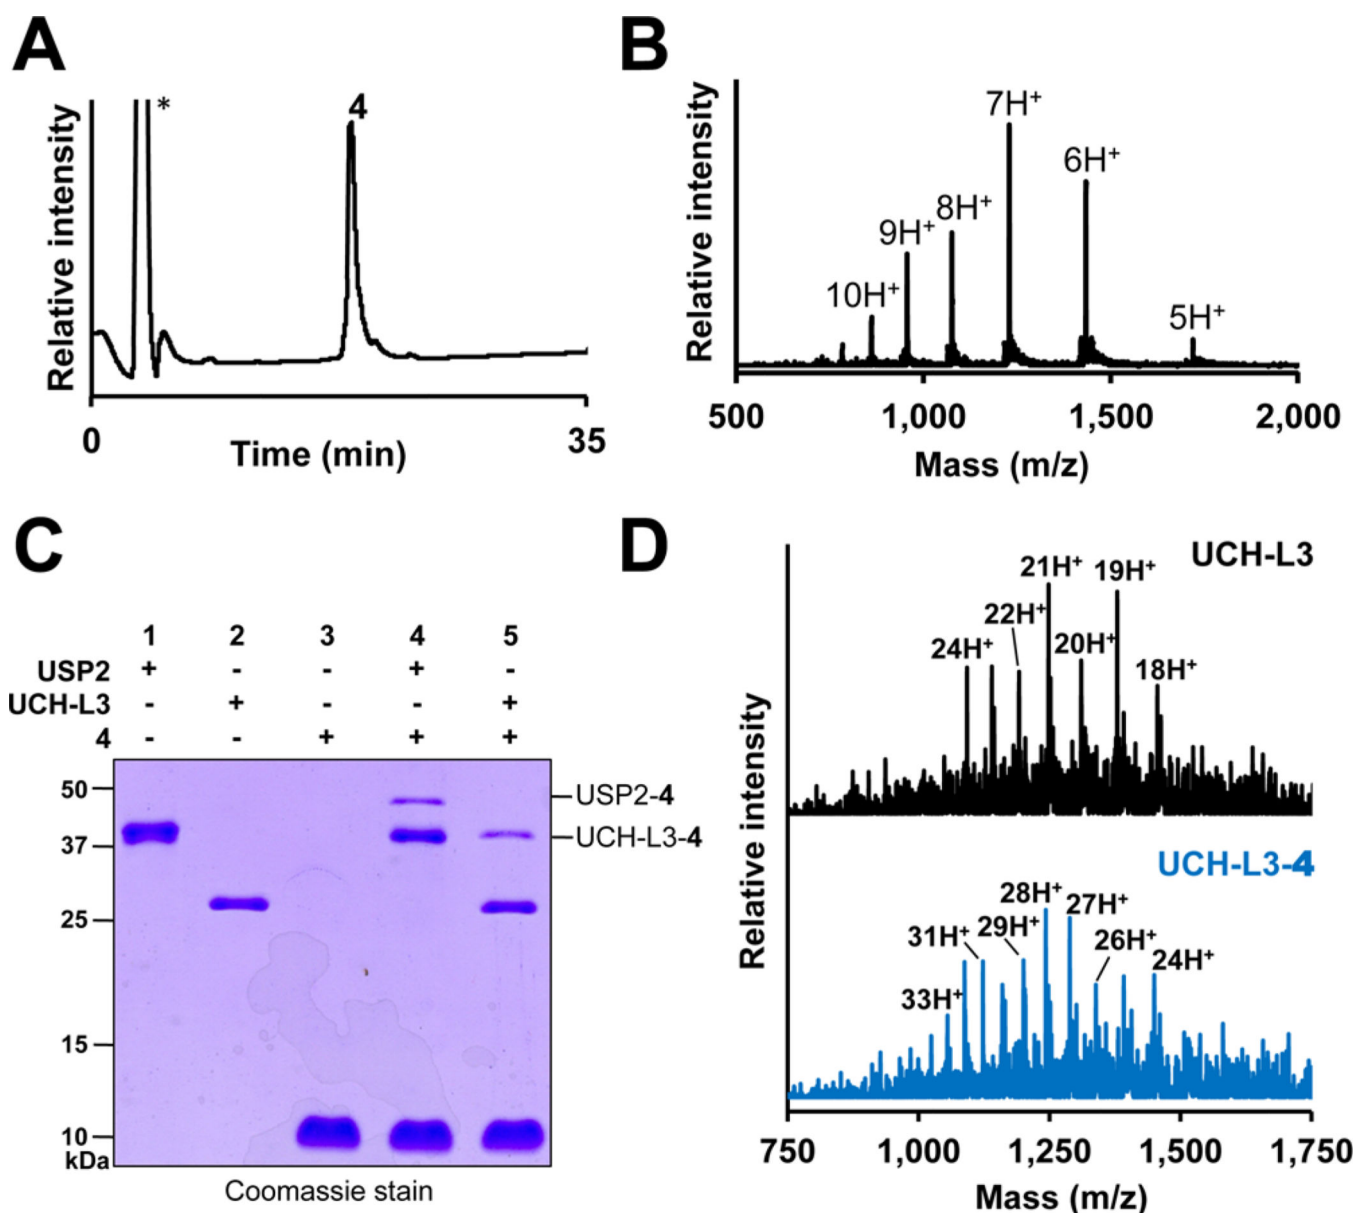 A
Relative intensity
*
4
0
35
Time (min)
B
Relative intensity
10H⁺
9H⁺
8H⁺
7H⁺
6H⁺
5H⁺
500
1,000
1,500
2,000
Mass (m/z)
C
1 2 3 4 5
USP2 + - - + -
UCH-L3 - + - - +
4 - - + + +
50
37
25
15
10
kDa
USP2-4
UCH-L3-4
Coomassie stain
D
Relative intensity
UCH-L3
24H⁺
22H⁺
21H⁺
20H⁺
19H⁺
18H⁺
UCH-L3-4
33H⁺
31H⁺
29H⁺
28H⁺
27H⁺
26H⁺
24H⁺
750
1,000
1,250
1,500
1,750
Mass (m/z)